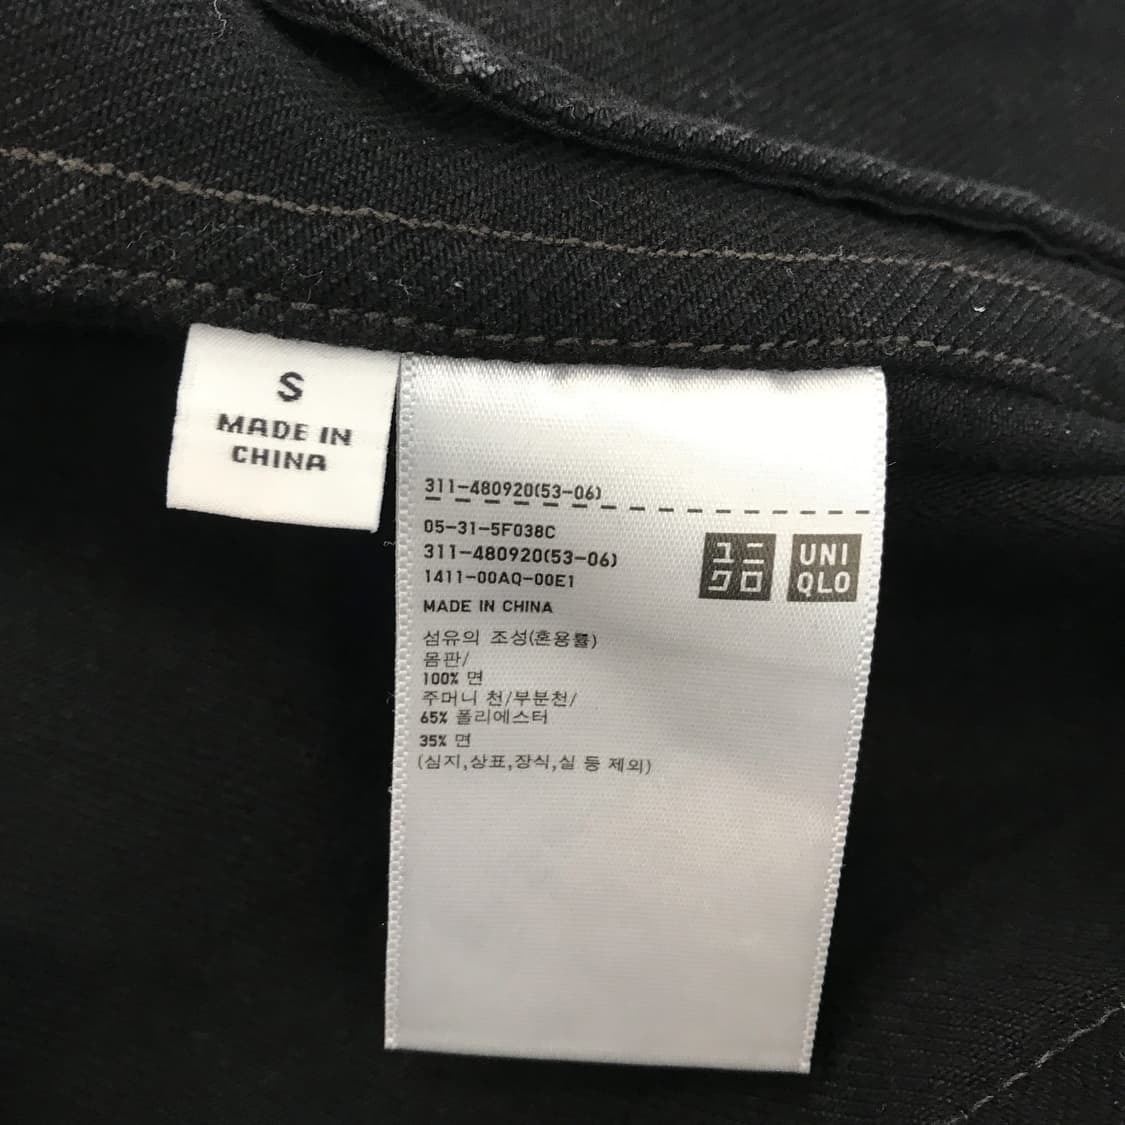 S
MADE IN
CHINA
311-480920(53-06)
05-31-5F038C
311-480920(53-06)
1411-00AQ-00E1
MADE IN CHINA
ユニ
クロ
UNI
QLO
섬유의 조성(혼용률)
몸판/
100% 면
주머니 천/부분천/
65% 폴리에스터
35% 면
(심지,상표,장식,실 등 제외)